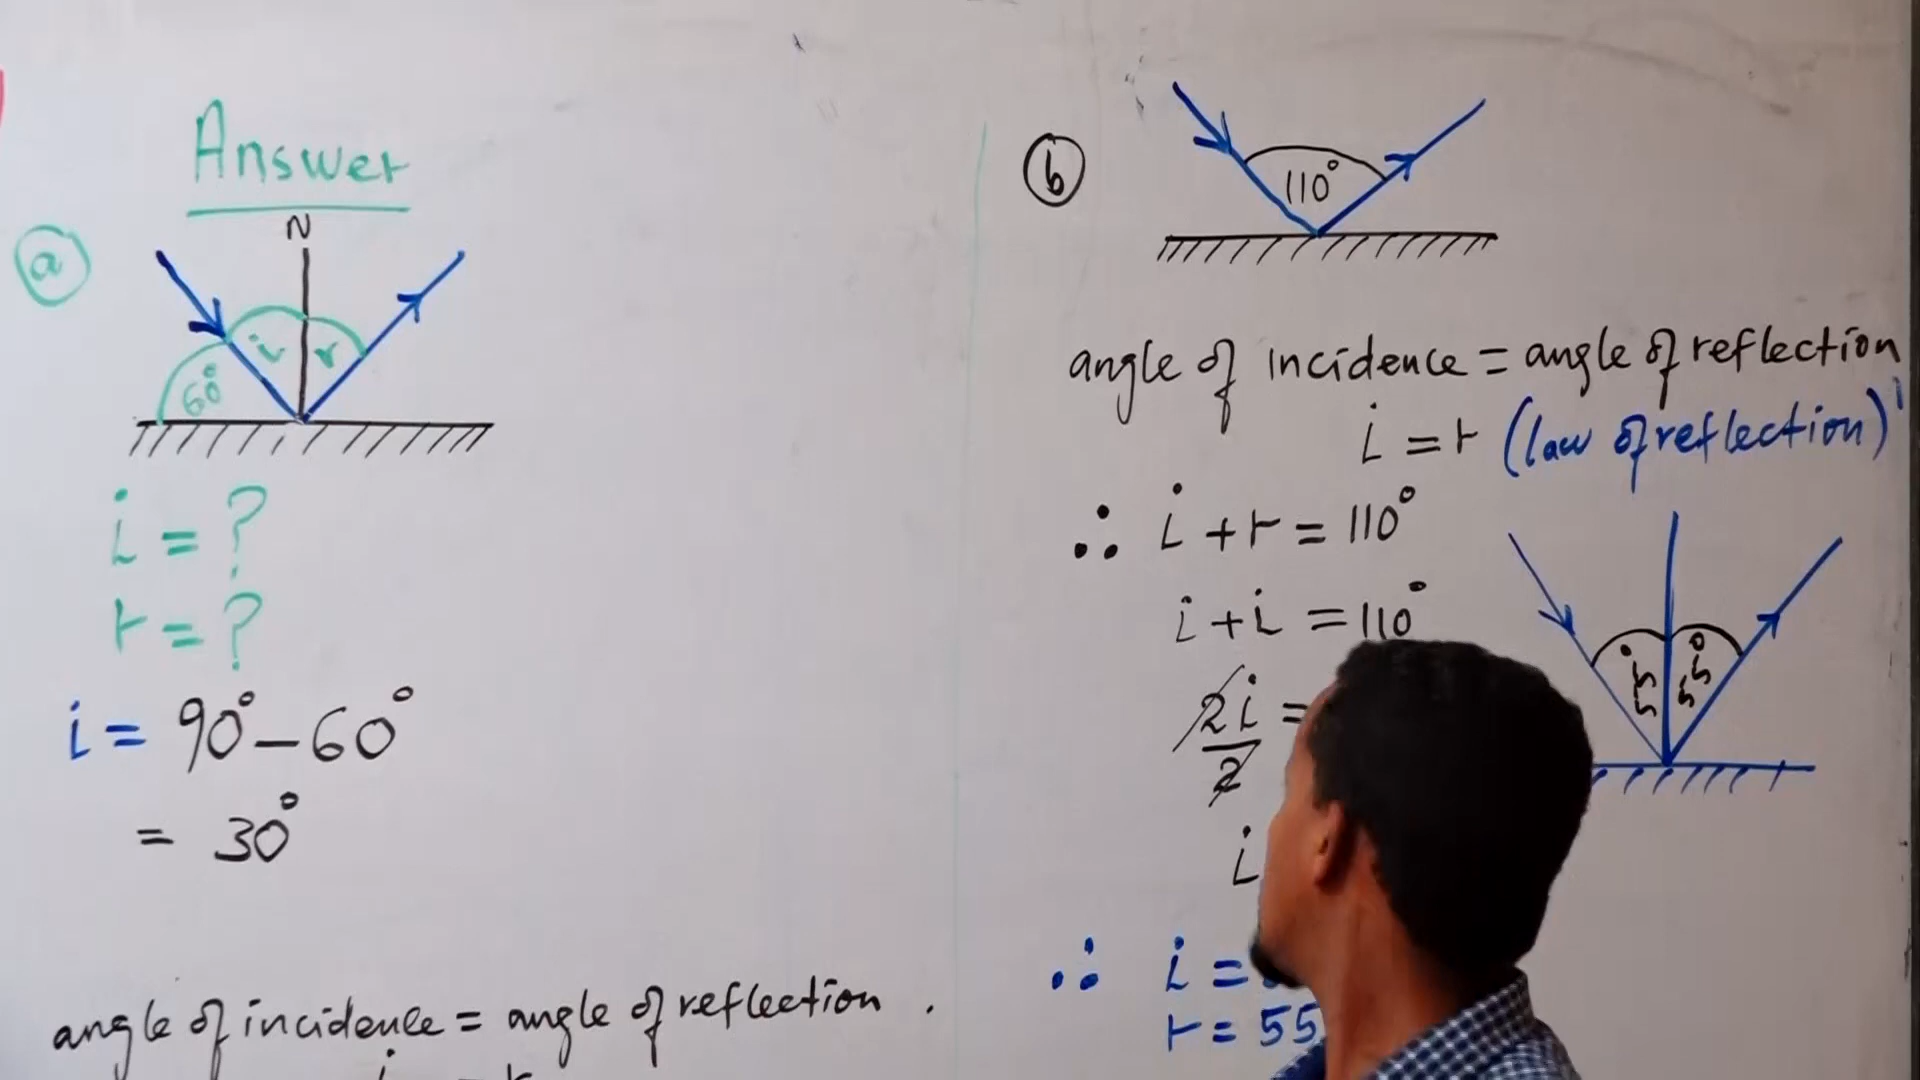 Answer
a
N
i
r
60°
i = ?
r = ?
i = 90° - 60°
= 30°
angle of incidence = angle of reflection .
b
110°
angle of incidence = angle of reflection
i = r (law of reflection)
∴ i + r = 110°
i + i = 110°
2i =
2
i
∴ i =
r = 55
55°
55°